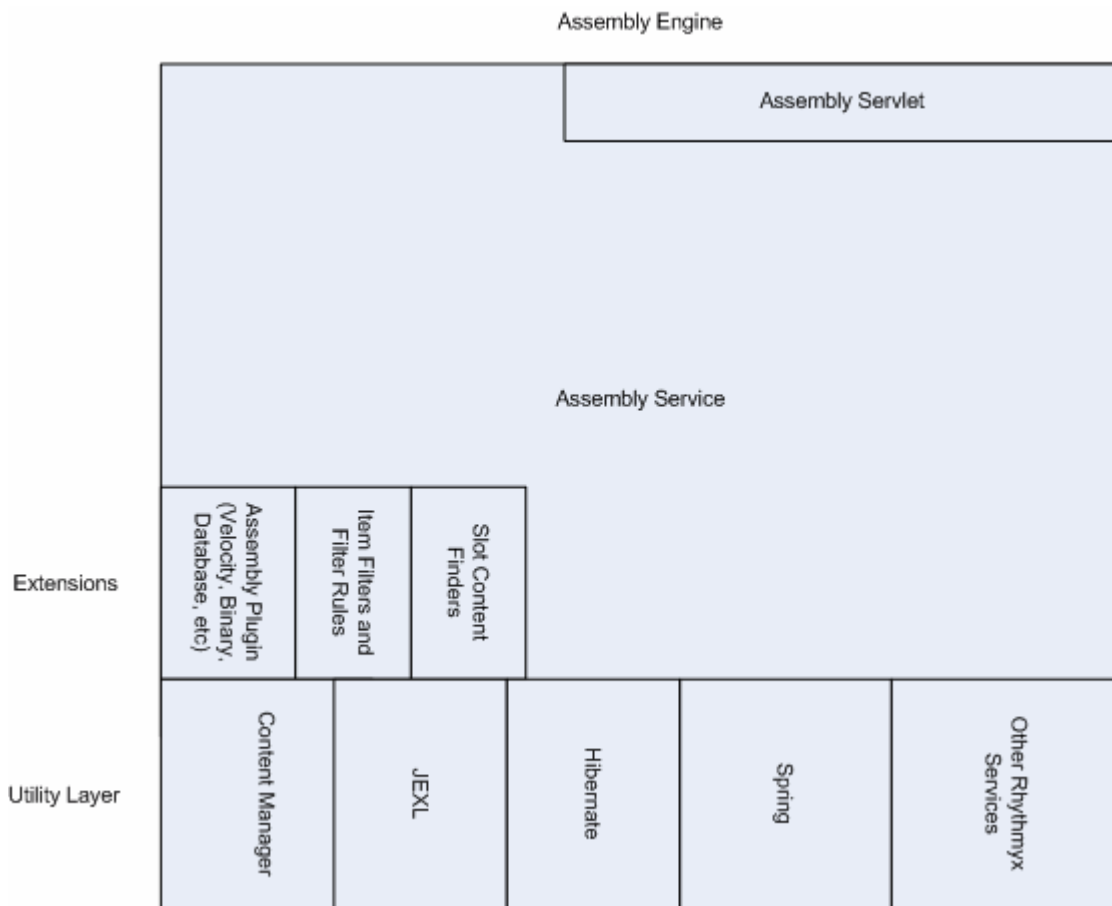 Assembly Engine
Assembly Servlet
Assembly Service
Extensions
Assembly Plugin
(Velocity, Binary,
Database, etc)
Item Filters and
Filter Rules
Slot Content
Finders
Utility Layer
Content Manager
JEXL
Hibernate
Spring
Other Rhythmyx
Services